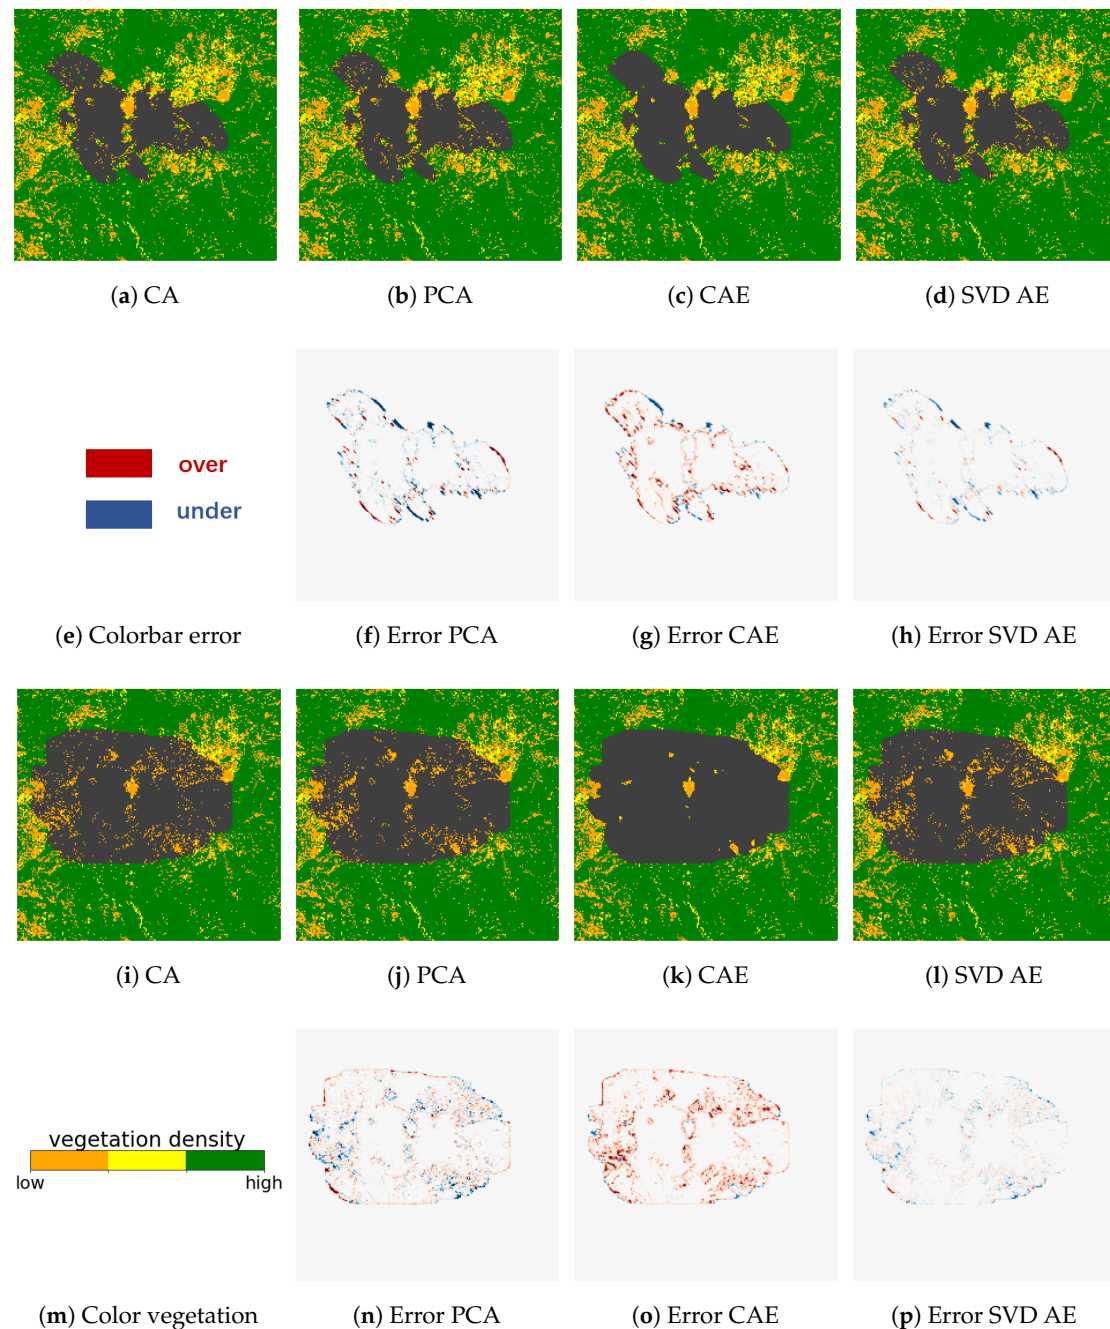 (a) CA
(b) PCA
(c) CAE
(d) SVD AE
over
under
(e) Colorbar error
(f) Error PCA
(g) Error CAE
(h) Error SVD AE
(i) CA
(j) PCA
(k) CAE
(l) SVD AE
vegetation density
low
high
(m) Color vegetation
(n) Error PCA
(o) Error CAE
(p) Error SVD AE